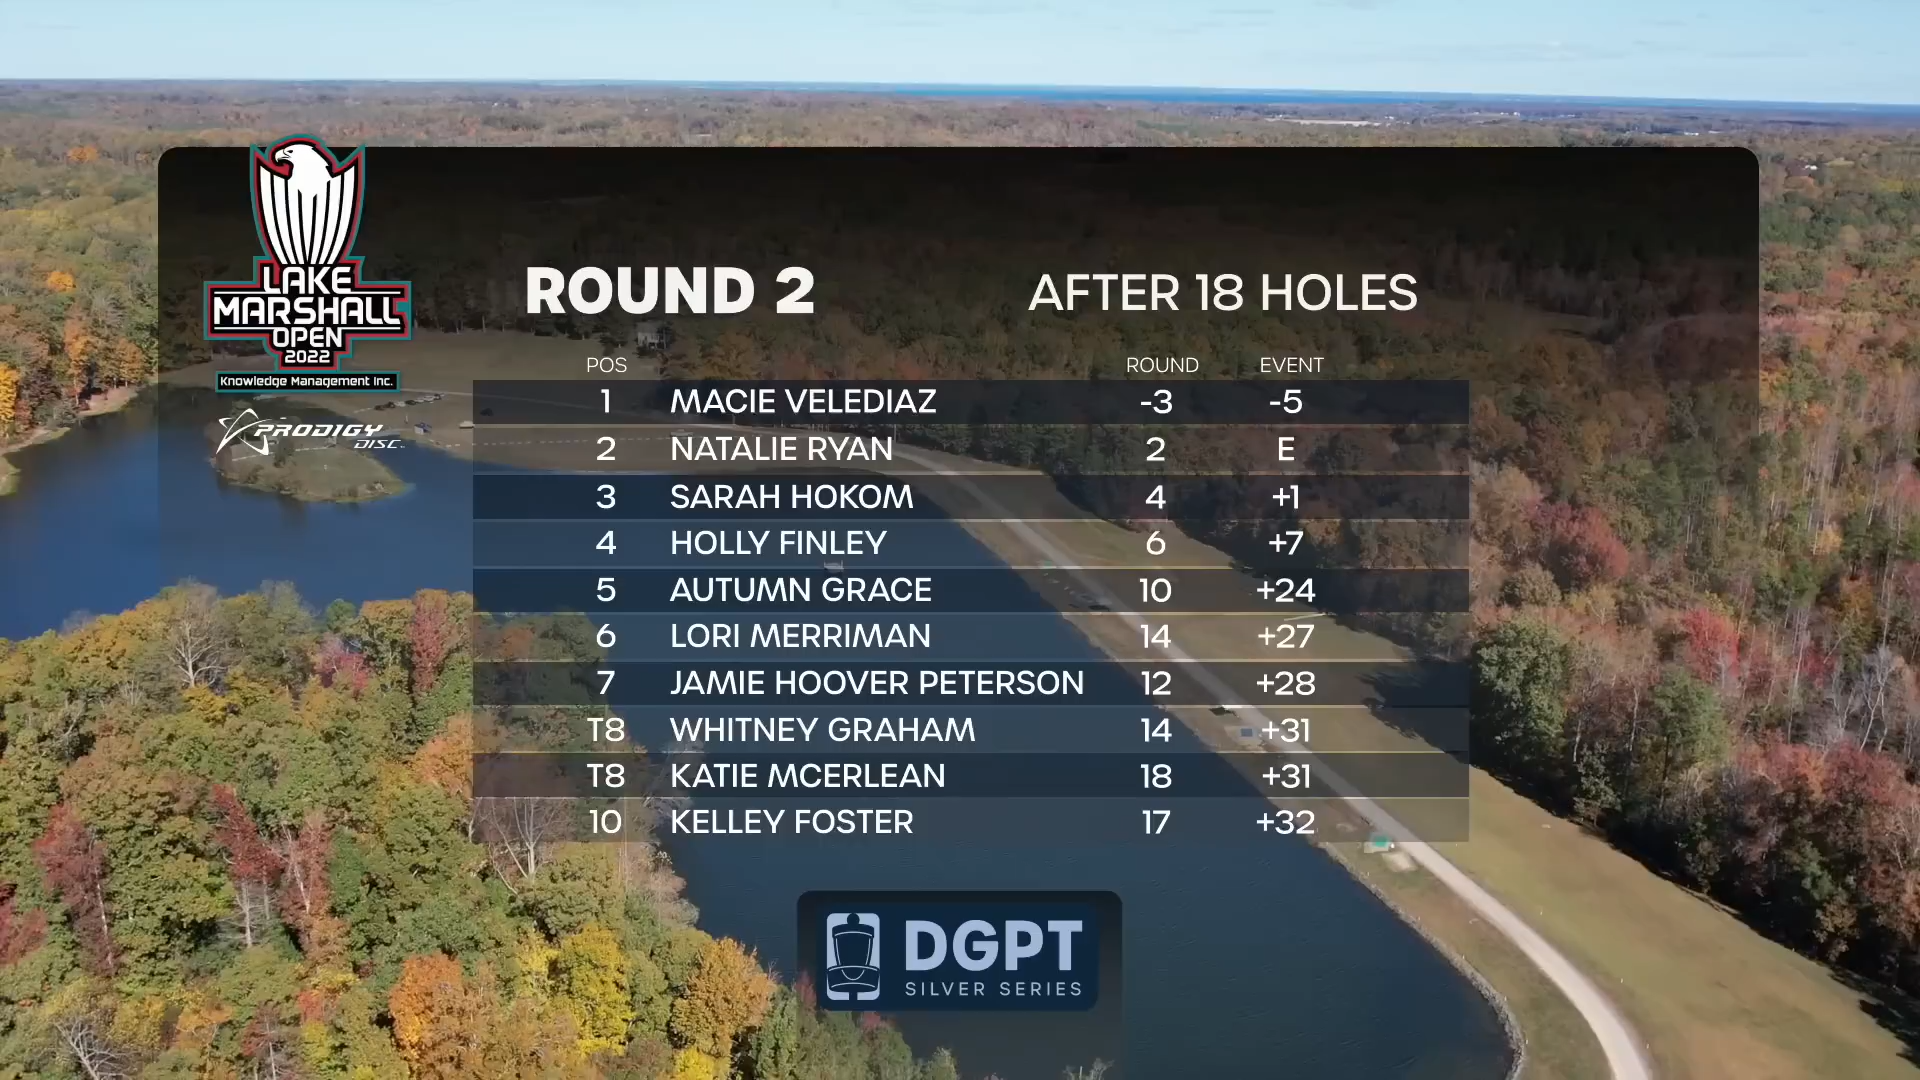 LAKE
MARSHALL
OPEN
2022
Knowledge Management Inc.
PRODIGY
DISC
ROUND 2 AFTER 18 HOLES
POS ROUND EVENT
1 MACIE VELEDIAZ -3 -5
2 NATALIE RYAN 2 E
3 SARAH HOKOM 4 +1
4 HOLLY FINLEY 6 +7
5 AUTUMN GRACE 10 +24
6 LORI MERRIMAN 14 +27
7 JAMIE HOOVER PETERSON 12 +28
T8 WHITNEY GRAHAM 14 +31
T8 KATIE MCERLEAN 18 +31
10 KELLEY FOSTER 17 +32
DGPT
SILVER SERIES